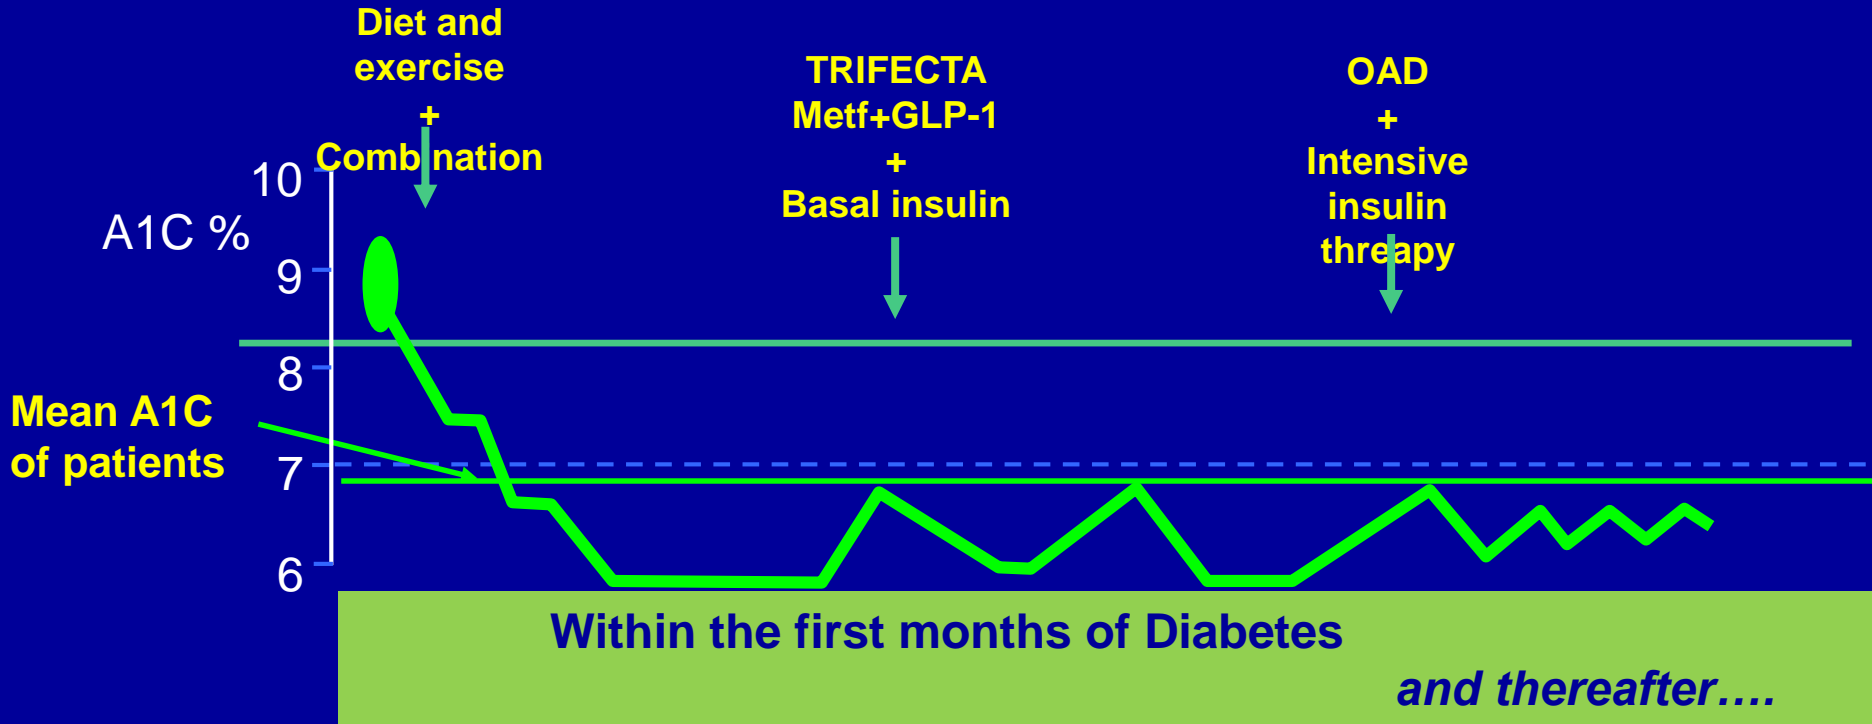 Diet and
exercise
+
Combination
TRIFECTA
Metf+GLP-1
+
Basal insulin
OAD
+
Intensive
insulin
threapy
A1C %
10
9
8
7
6
Mean A1C
of patients
Within the first months of Diabetes
and thereafter….